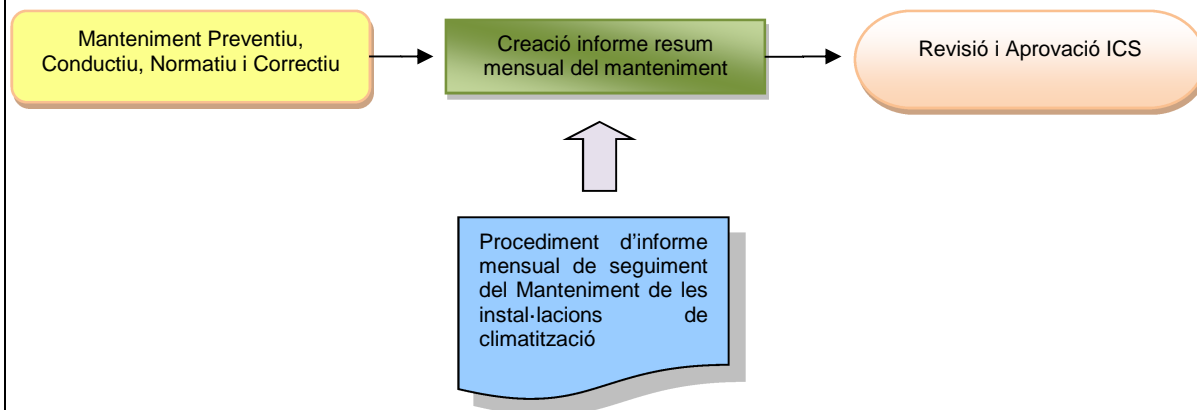 Manteniment Preventiu,
Conductiu, Normatiu i Correctiu
Creació informe resum
mensual del manteniment
Revisió i Aprovació ICS
Procediment d’informe
mensual de seguiment
del Manteniment de les
instal·lacions de
climatització